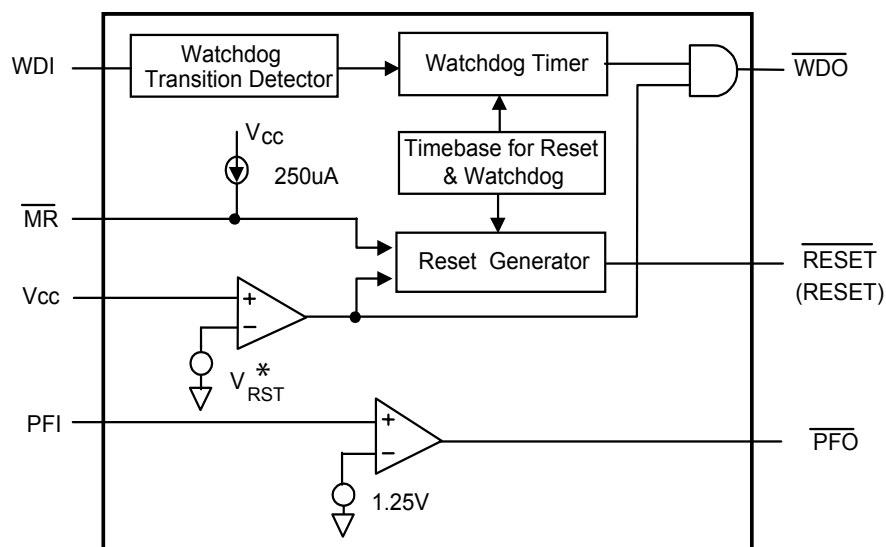 WDI
Watchdog
Transition Detector
Watchdog Timer
WDO
Vcc
250uA
Timebase for Reset
& Watchdog
MR
Reset Generator
RESET
(RESET)
Vcc
VRST*
PFI
PFO
1.25V